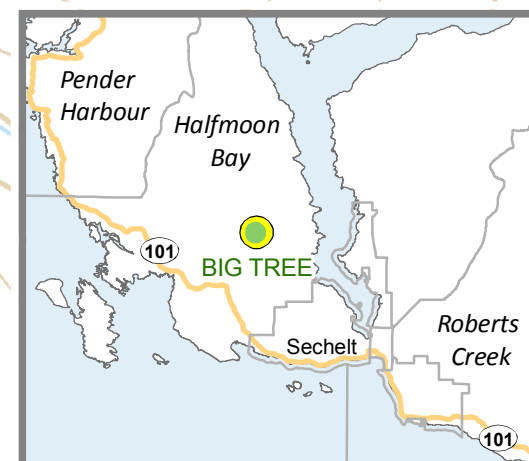 Pender
Harbour
Halfmoon
Bay
101
BIG TREE
Sechelt
Roberts
Creek
101